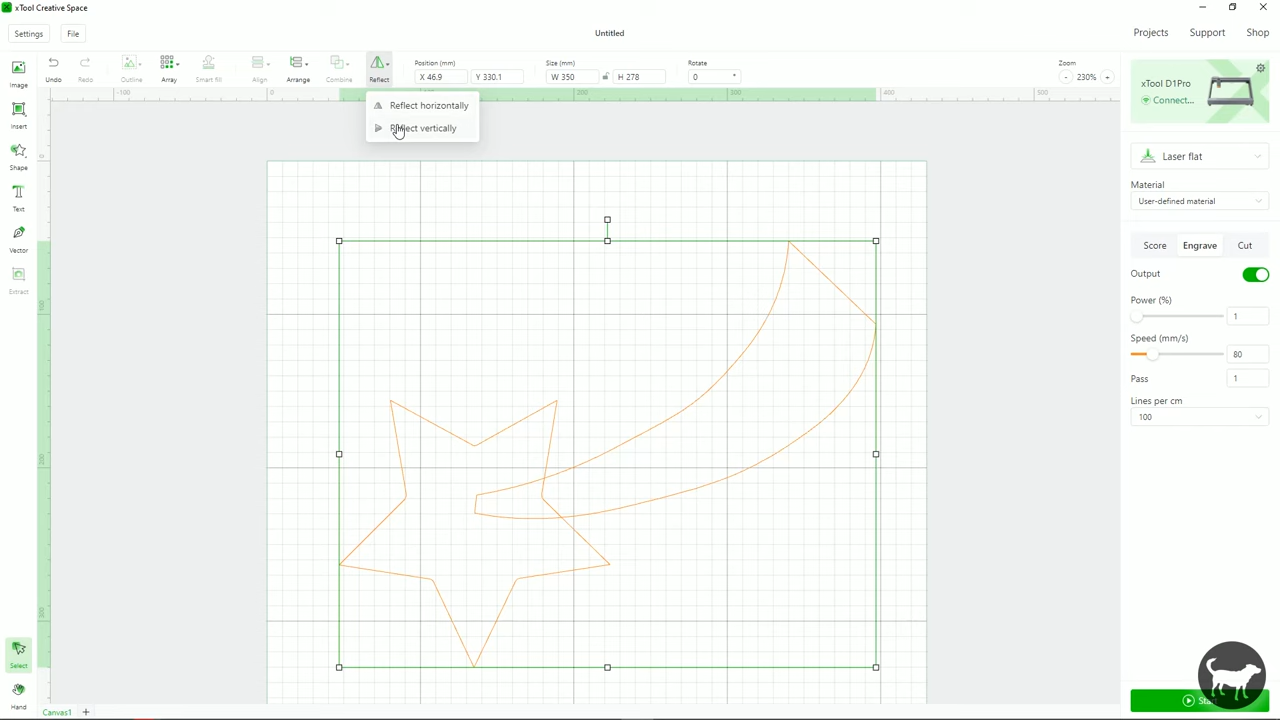 xTool Creative Space
Settings File Untitled Projects Support Shop
Image Undo Redo Outline Array Smart fill Align Arrange Combine Reflect
Position (mm) X 46.9 Y 330.1
Size (mm) W 350 H 278
Rotate 0
Zoom: - 230% +
-100 0 200 300 400 500
Reflect horizontally
Reflect vertically
Insert
Shape
Text
Vector
Extract
Select
Hand
0
100
200
300
Canvas1 +
xTool D1Pro
Connect...
Laser flat
Material
User-defined material
Score Engrave Cut
Output
Power (%)
1
Speed (mm/s)
80
Pass 1
Lines per cm
100